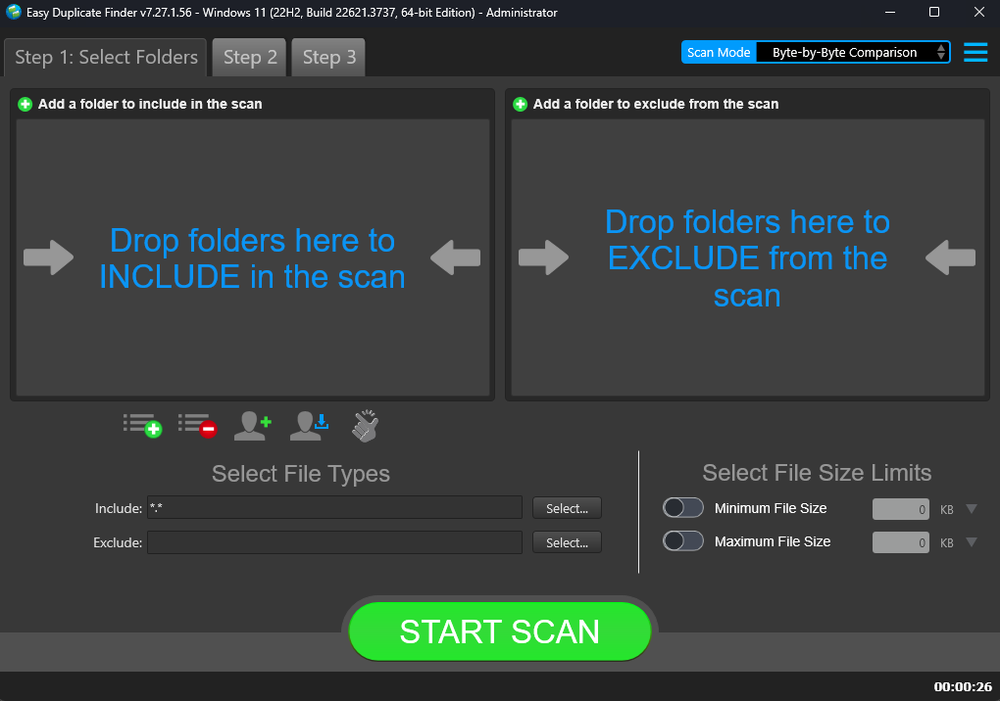 Easy Duplicate Finder v7.27.1.56 - Windows 11 (22H2, Build 22621.3737, 64-bit Edition) - Administrator
Step 1: Select Folders
Step 2
Step 3
Scan Mode
Byte-by-Byte Comparison
Add a folder to include in the scan
Drop folders here to
INCLUDE in the scan
Add a folder to exclude from the scan
Drop folders here to
EXCLUDE from the
scan
Select File Types
Include:
*.*
Select...
Exclude:
Select...
Select File Size Limits
Minimum File Size
0
KB
Maximum File Size
0
KB
START SCAN
00:00:26